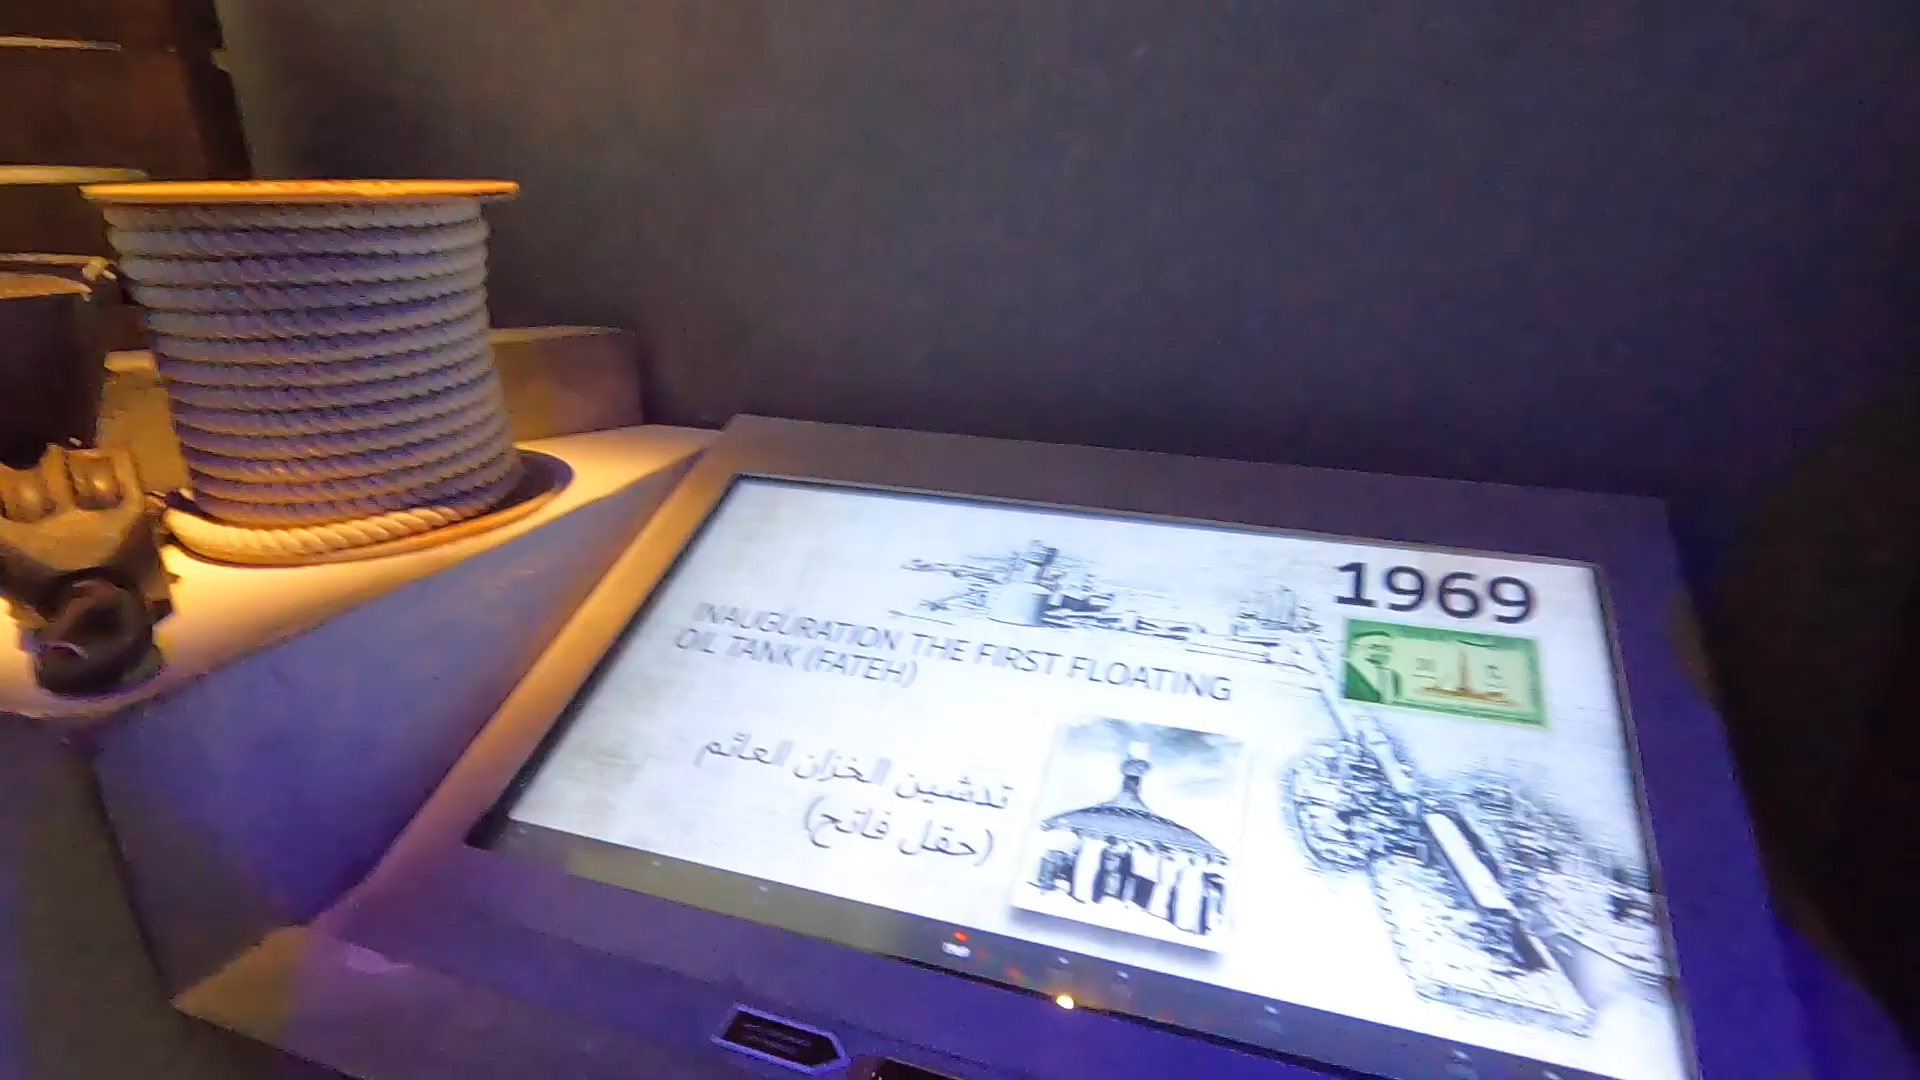 1969
INAUGURATION THE FIRST FLOATING
OIL TANK (FATEH)
تدشين الخزان العائم
(حقل فاتح)